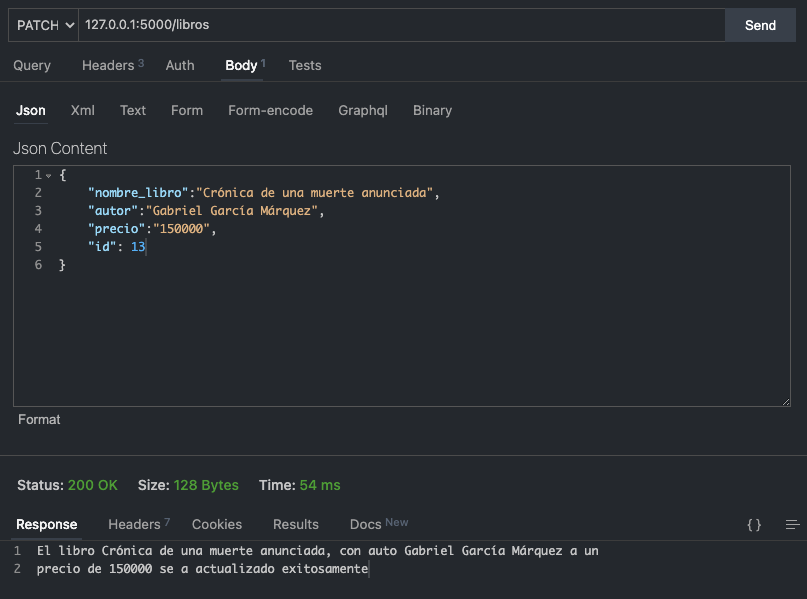 PATCH 127.0.0.1:5000/libros Send
Query Headers 3 Auth Body 1 Tests
Json Xml Text Form Form-encode Graphql Binary
Json Content
1 {
2 "nombre_libro":"Crónica de una muerte anunciada",
3 "autor":"Gabriel García Márquez",
4 "precio":"150000",
5 "id": 13
6 }
Format
Status: 200 OK Size: 128 Bytes Time: 54 ms
Response Headers 7 Cookies Results Docs New {}
1 El libro Crónica de una muerte anunciada, con auto Gabriel García Márquez a un
2 precio de 150000 se a actualizado exitosamente